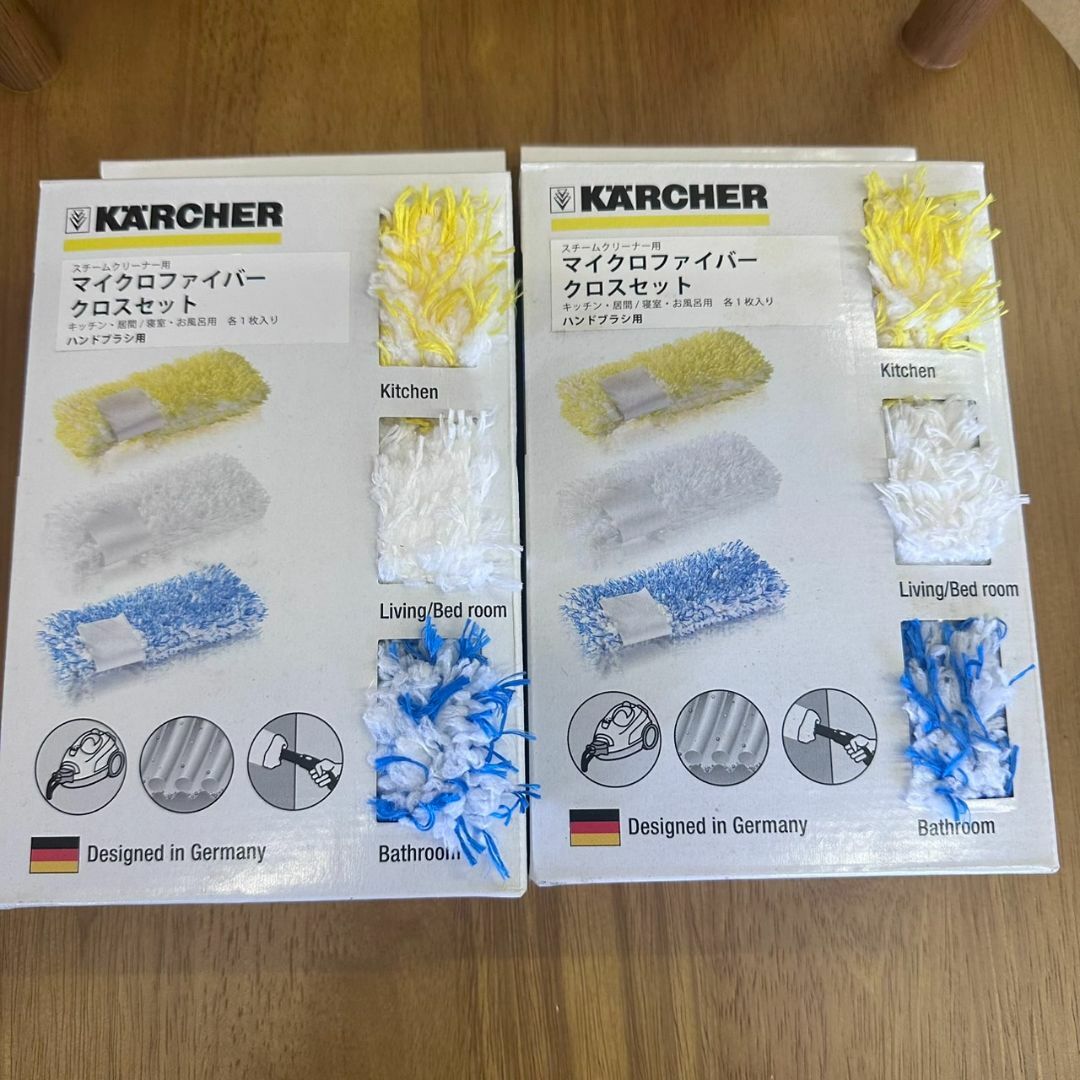 KÄRCHER
スチームクリーナー用
マイクロファイバー
クロスセット
キッチン・居間/寝室・お風呂用 各1枚入り
ハンドブラシ用
Kitchen
Living/Bed room
Bathroom
Designed in Germany
KÄRCHER
スチームクリーナー用
マイクロファイバー
クロスセット
キッチン・居間/寝室・お風呂用 各1枚入り
ハンドブラシ用
Kitchen
Living/Bed room
Bathroom
Designed in Germany